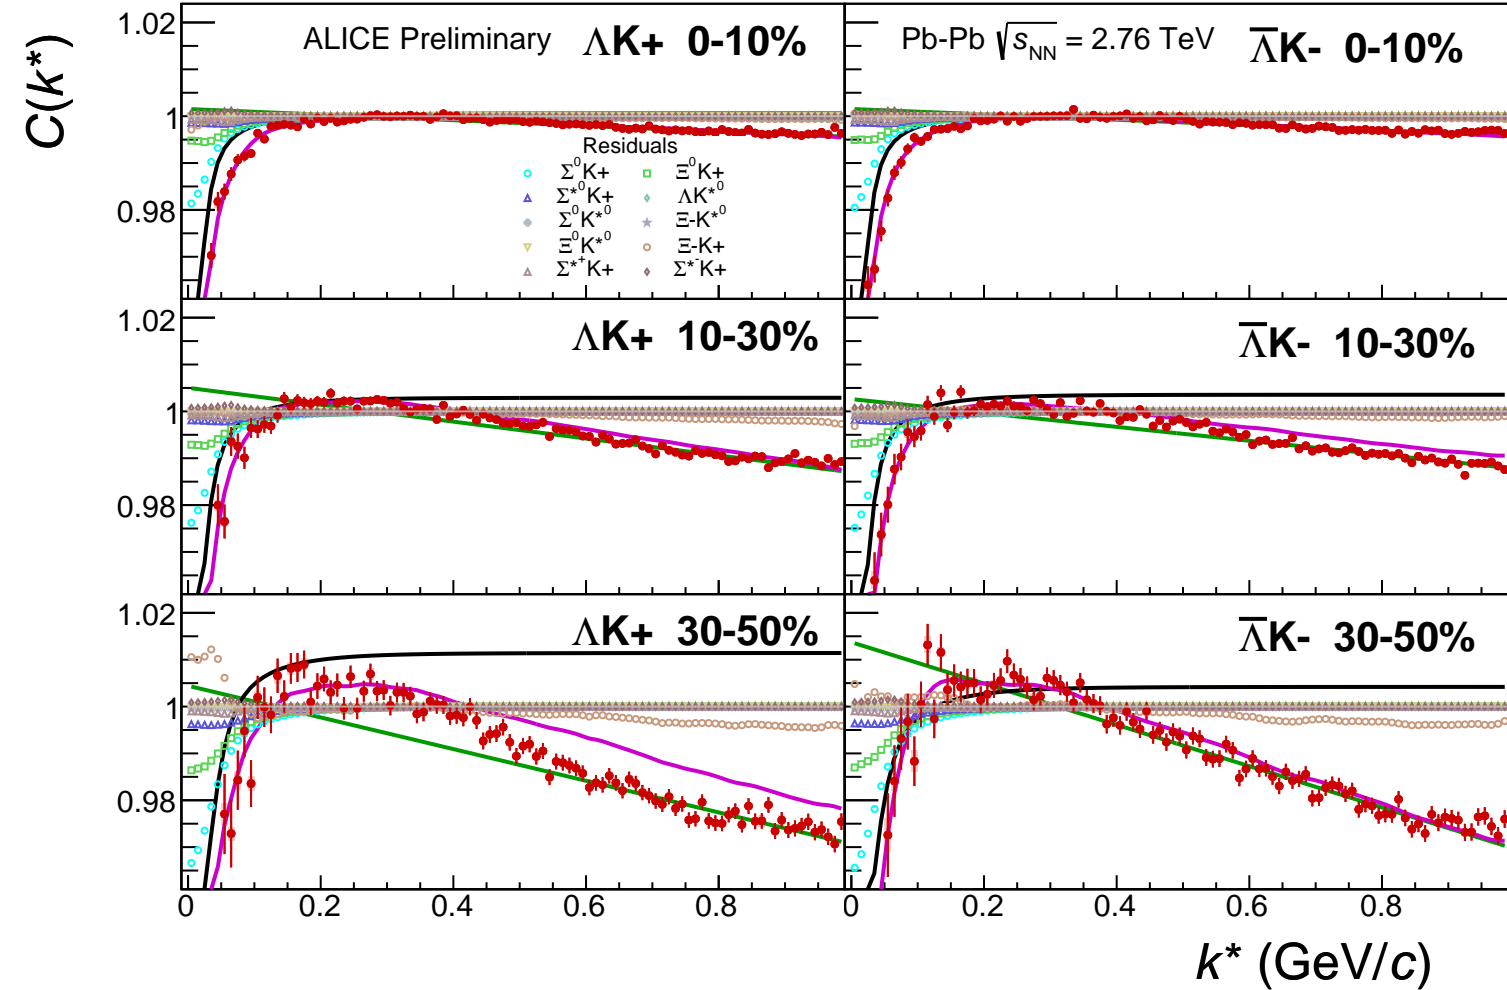 C(k*)
1.02
1
0.98
ALICE Preliminary ΛK+ 0-10%
Residuals
Σ⁰K+ Ξ⁰K+
Σ*⁰K+ ΛK*⁰
Σ⁰K*⁰ Ξ-K*⁰
Ξ⁰K*⁰ Ξ-K+
Σ*⁺K+ Σ*⁻K+
Pb-Pb √s_NN = 2.76 TeV Λ̅K- 0-10%
1.02
1
0.98
ΛK+ 10-30%
Λ̅K- 10-30%
1.02
1
0.98
ΛK+ 30-50%
Λ̅K- 30-50%
0 0.2 0.4 0.6 0.8 0 0.2 0.4 0.6 0.8
k* (GeV/c)